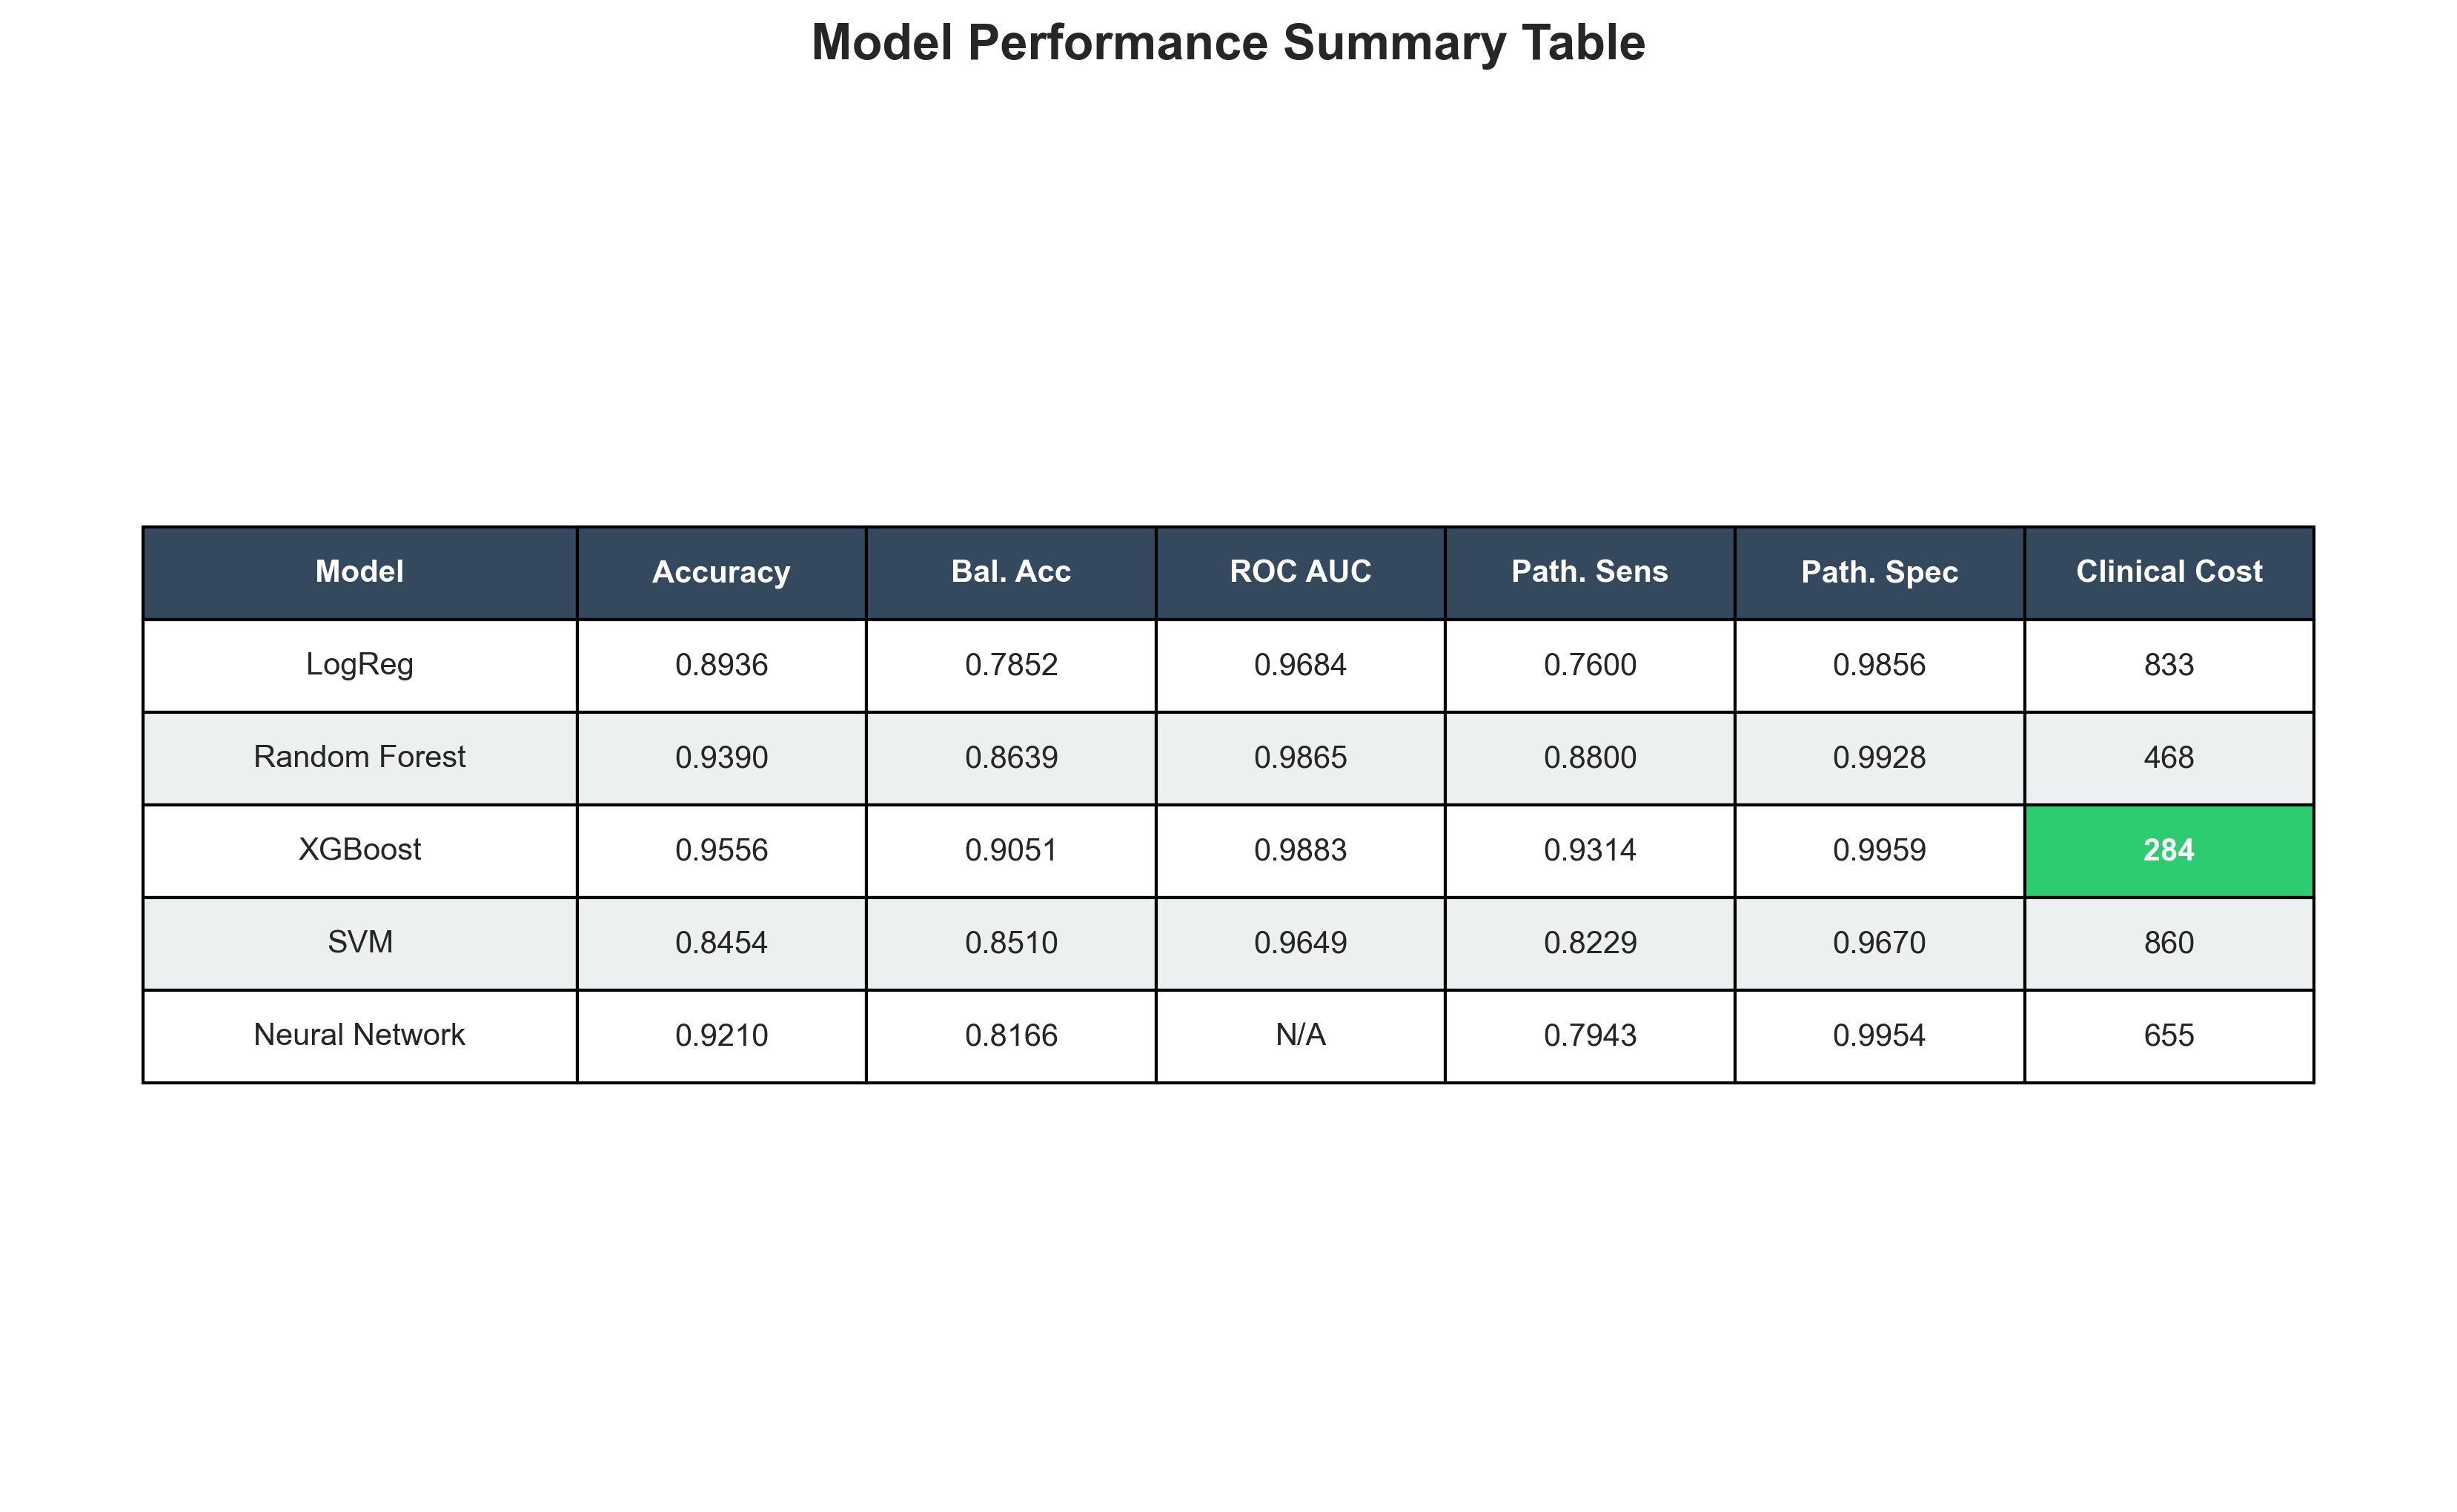 Model Performance Summary Table
Model Accuracy Bal. Acc ROC AUC Path. Sens Path. Spec Clinical Cost
LogReg 0.8936 0.7852 0.9684 0.7600 0.9856 833
Random Forest 0.9390 0.8639 0.9865 0.8800 0.9928 468
XGBoost 0.9556 0.9051 0.9883 0.9314 0.9959 284
SVM 0.8454 0.8510 0.9649 0.8229 0.9670 860
Neural Network 0.9210 0.8166 N/A 0.7943 0.9954 655